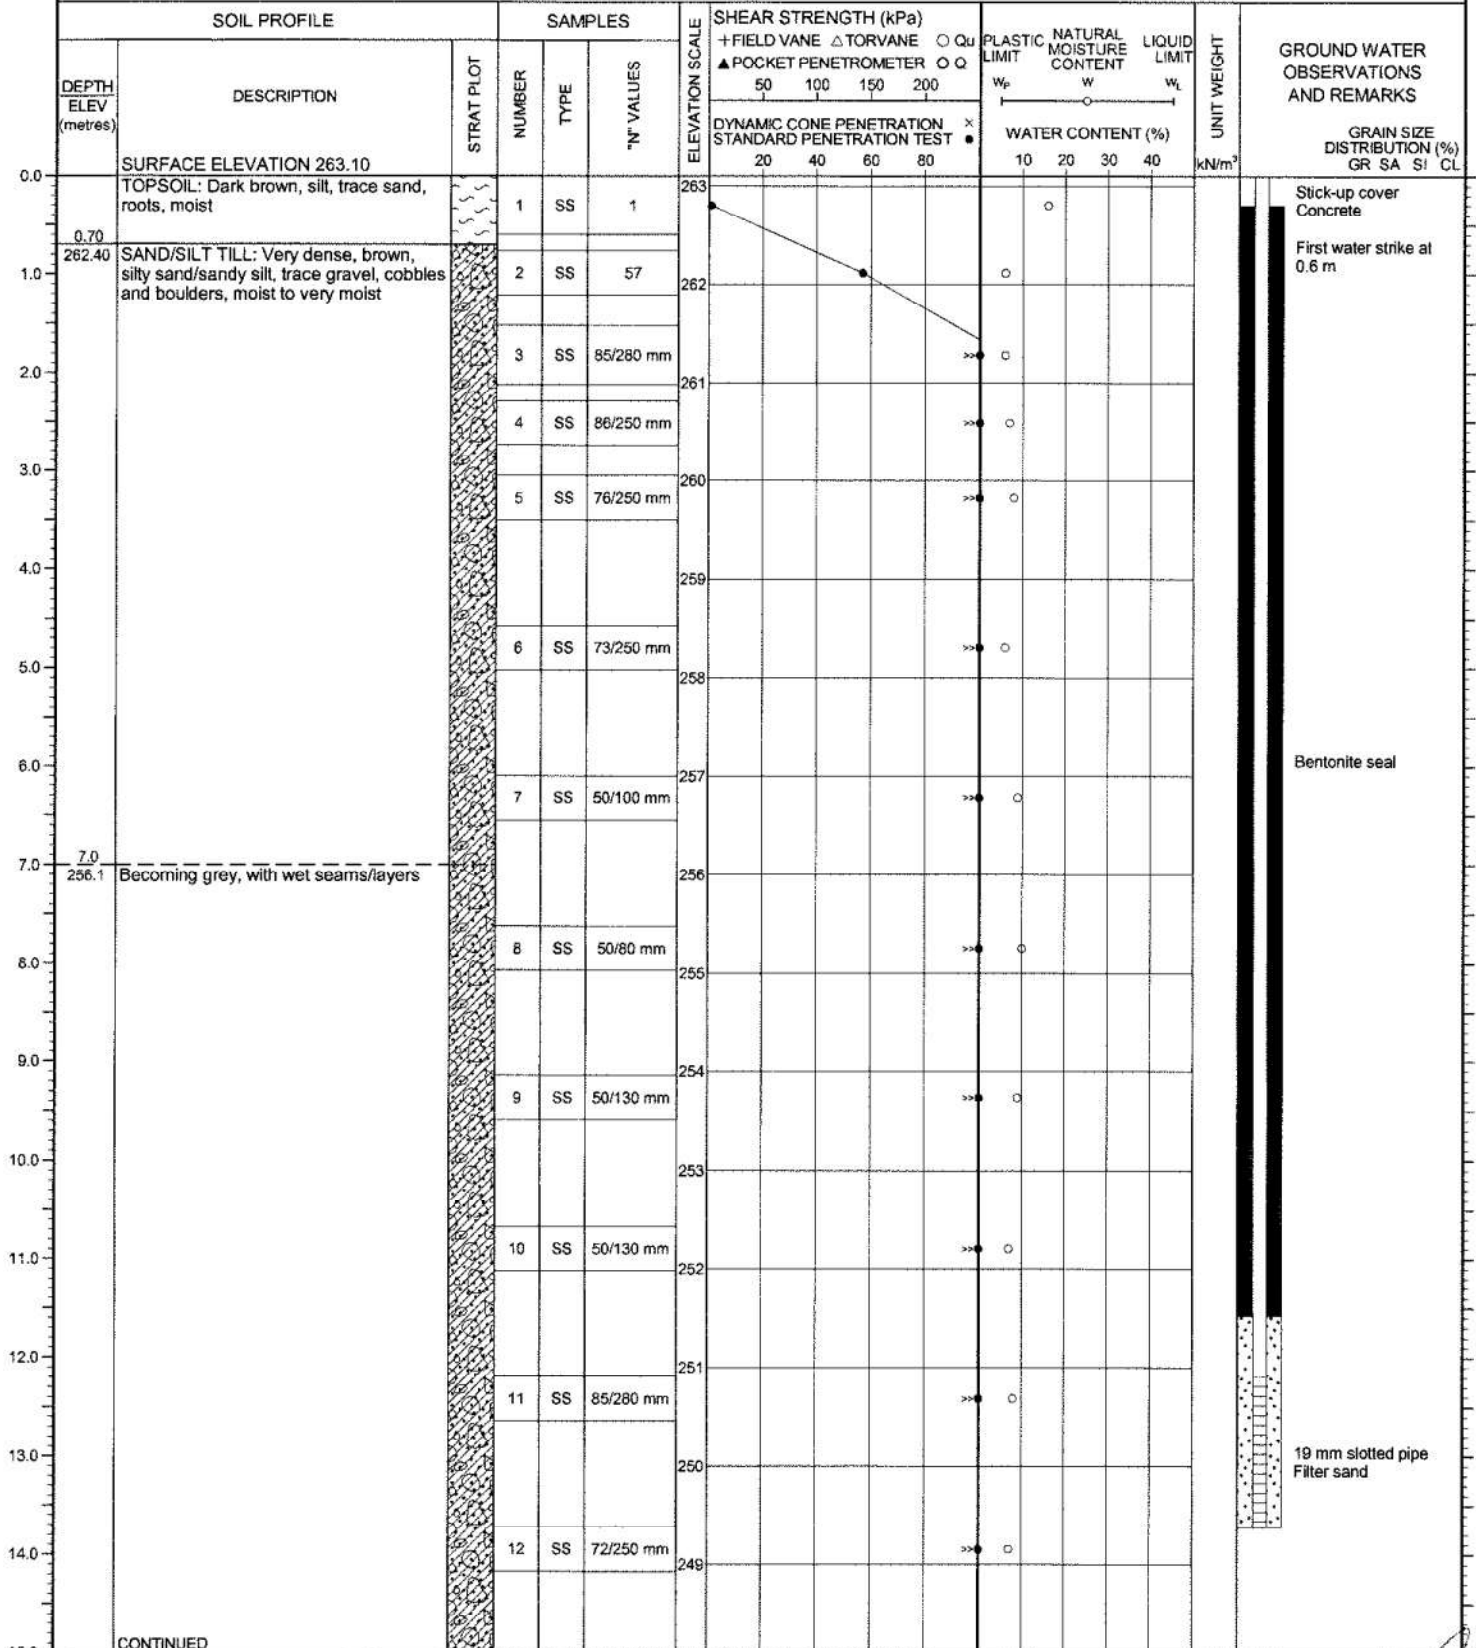 SOIL PROFILE
SAMPLES
DEPTH
ELEV
(metres)
DESCRIPTION
STRAT PLOT
NUMBER
TYPE
"N" VALUES
ELEVATION SCALE
SHEAR STRENGTH (kPa)
+ FIELD VANE △ TORVANE ○ Qu
▲ POCKET PENETROMETER ○ Q
50 100 150 200
DYNAMIC CONE PENETRATION ×
STANDARD PENETRATION TEST ●
20 40 60 80
PLASTIC LIMIT
NATURAL MOISTURE CONTENT
LIQUID LIMIT
WP W WL
WATER CONTENT (%)
10 20 30 40
UNIT WEIGHT
kN/m³
GROUND WATER
OBSERVATIONS
AND REMARKS
GRAIN SIZE
DISTRIBUTION (%)
GR SA SI CL
SURFACE ELEVATION 263.10
0.0
TOPSOIL: Dark brown, silt, trace sand,
roots, moist
263
1 SS 1
Stick-up cover
Concrete
0.70
262.40
SAND/SILT TILL: Very dense, brown,
silty sand/sandy silt, trace gravel, cobbles
and boulders, moist to very moist
First water strike at
0.6 m
1.0
2 SS 57
262
3 SS 85/280 mm
>>
2.0
261
4 SS 86/250 mm
>>
3.0
260
5 SS 76/250 mm
>>
4.0
259
6 SS 73/250 mm
>>
5.0
258
6.0
257
Bentonite seal
7 SS 50/100 mm
>>
7.0
7.0
256.1
Becoming grey, with wet seams/layers
256
8 SS 50/80 mm
>>
8.0
255
9.0
254
9 SS 50/130 mm
>>
10.0
253
10 SS 50/130 mm
>>
11.0
252
12.0
251
11 SS 85/280 mm
>>
13.0
250
19 mm slotted pipe
Filter sand
12 SS 72/250 mm
>>
14.0
249
CONTINUED